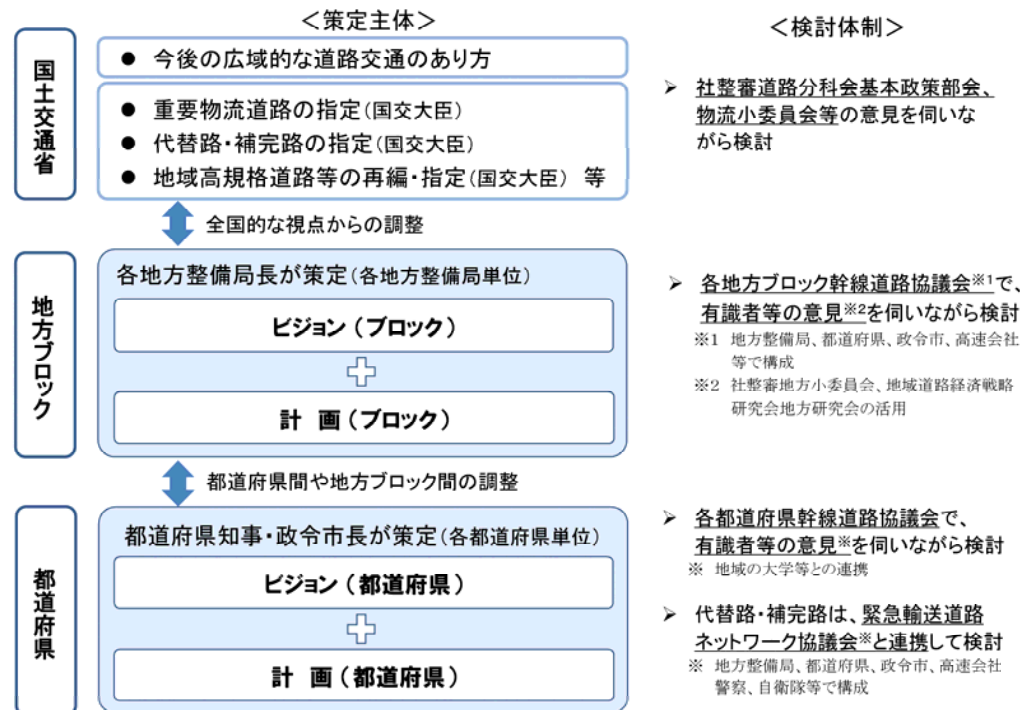 ＜策定主体＞
＜検討体制＞
国土交通省
● 今後の広域的な道路交通のあり方
● 重要物流道路の指定(国交大臣)
● 代替路・補完路の指定(国交大臣)
● 地域高規格道路等の再編・指定(国交大臣) 等
➢ 社整審道路分科会基本政策部会、
物流小委員会等の意見を伺いな
がら検討
全国的な視点からの調整
地方ブロック
各地方整備局長が策定(各地方整備局単位)
ビジョン(ブロック)
計 画(ブロック)
➢ 各地方ブロック幹線道路協議会※1で、
有識者等の意見※2を伺いながら検討
※1 地方整備局、都道府県、政令市、高速会社
等で構成
※2 社整審地方小委員会、地域道路経済戦略
研究会地方研究会の活用
都道府県間や地方ブロック間の調整
都道府県
都道府県知事・政令市長が策定(各都道府県単位)
ビジョン(都道府県)
計 画(都道府県)
➢ 各都道府県幹線道路協議会で、
有識者等の意見※を伺いながら検討
※ 地域の大学等との連携
➢ 代替路・補完路は、緊急輸送道路
ネットワーク協議会※と連携して検討
※ 地方整備局、都道府県、政令市、高速会社
警察、自衛隊等で構成